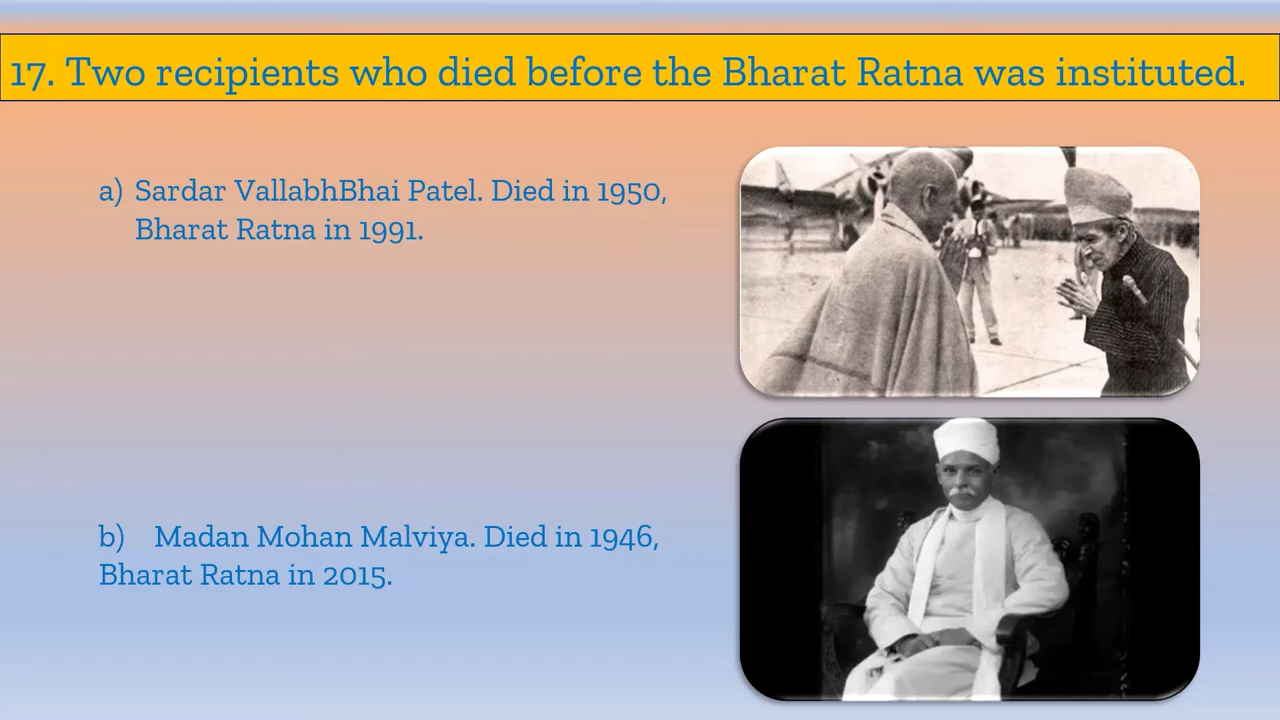 17. Two recipients who died before the Bharat Ratna was instituted.
a) Sardar VallabhBhai Patel. Died in 1950,
Bharat Ratna in 1991.
b) Madan Mohan Malviya. Died in 1946,
Bharat Ratna in 2015.